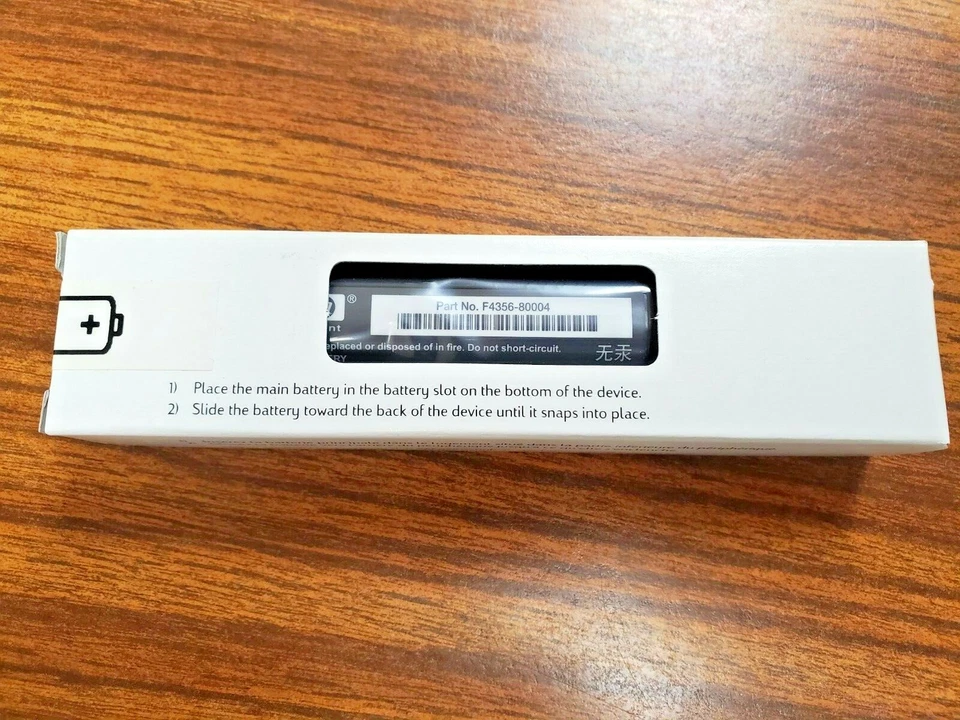 ®
Part No. F4356-80004
nt
eplaced or disposed of in fire. Do not short-circuit.
无汞
RY
1) Place the main battery in the battery slot on the bottom of the device.
2) Slide the battery toward the back of the device until it snaps into place.